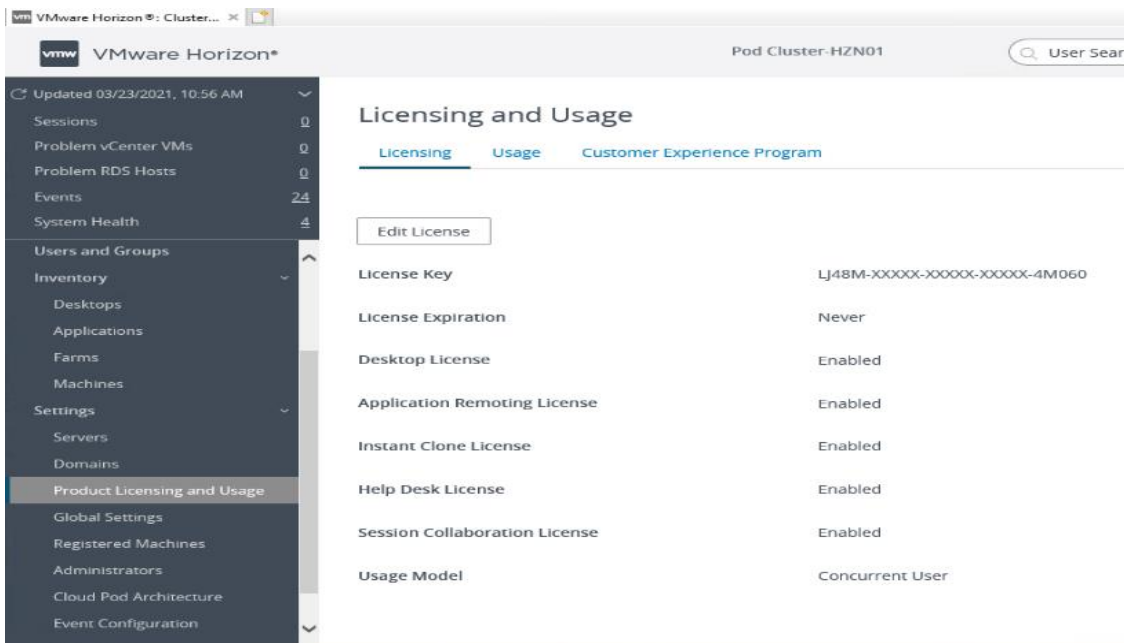 vm VMware Horizon®: Cluster...
vmw VMware Horizon®
Pod Cluster-HZN01
User Sear
Updated 03/23/2021, 10:56 AM
Sessions 0
Problem vCenter VMs 0
Problem RDS Hosts 0
Events 24
System Health 4
Users and Groups
Inventory
Desktops
Applications
Farms
Machines
Settings
Servers
Domains
Product Licensing and Usage
Global Settings
Registered Machines
Administrators
Cloud Pod Architecture
Event Configuration
Licensing and Usage
Licensing Usage Customer Experience Program
Edit License
License Key LJ48M-XXXXX-XXXXX-XXXXX-4M060
License Expiration Never
Desktop License Enabled
Application Remoting License Enabled
Instant Clone License Enabled
Help Desk License Enabled
Session Collaboration License Enabled
Usage Model Concurrent User